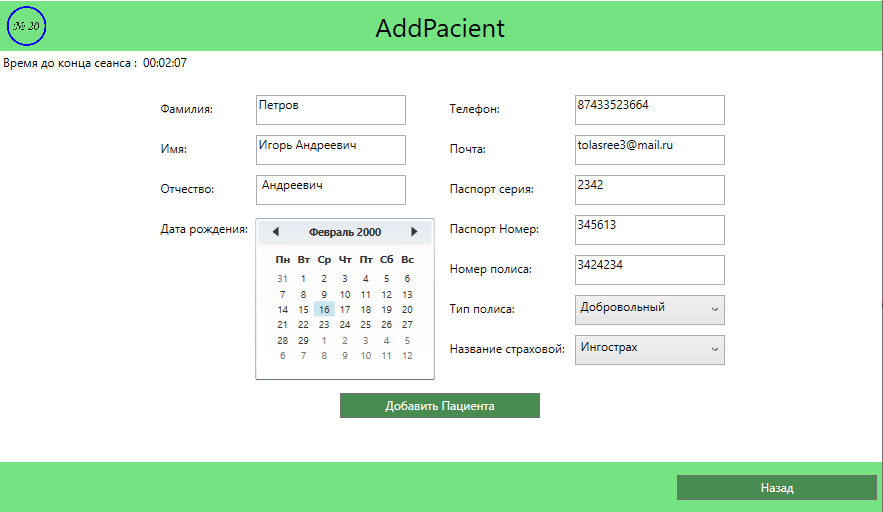 № 20
AddPacient
Время до конца сеанса : 00:02:07
Фамилия: Петров
Имя: Игорь Андреевич
Отчество: Андреевич
Дата рождения:
Февраль 2000
Пн Вт Ср Чт Пт Сб Вс
31 1 2 3 4 5 6
7 8 9 10 11 12 13
14 15 16 17 18 19 20
21 22 23 24 25 26 27
28 29 1 2 3 4 5
6 7 8 9 10 11 12
Телефон: 87433523664
Почта: tolasree3@mail.ru
Паспорт серия: 2342
Паспорт Номер: 345613
Номер полиса: 3424234
Тип полиса: Добровольный
Название страховой: Ингострах
Добавить Пациента
Назад